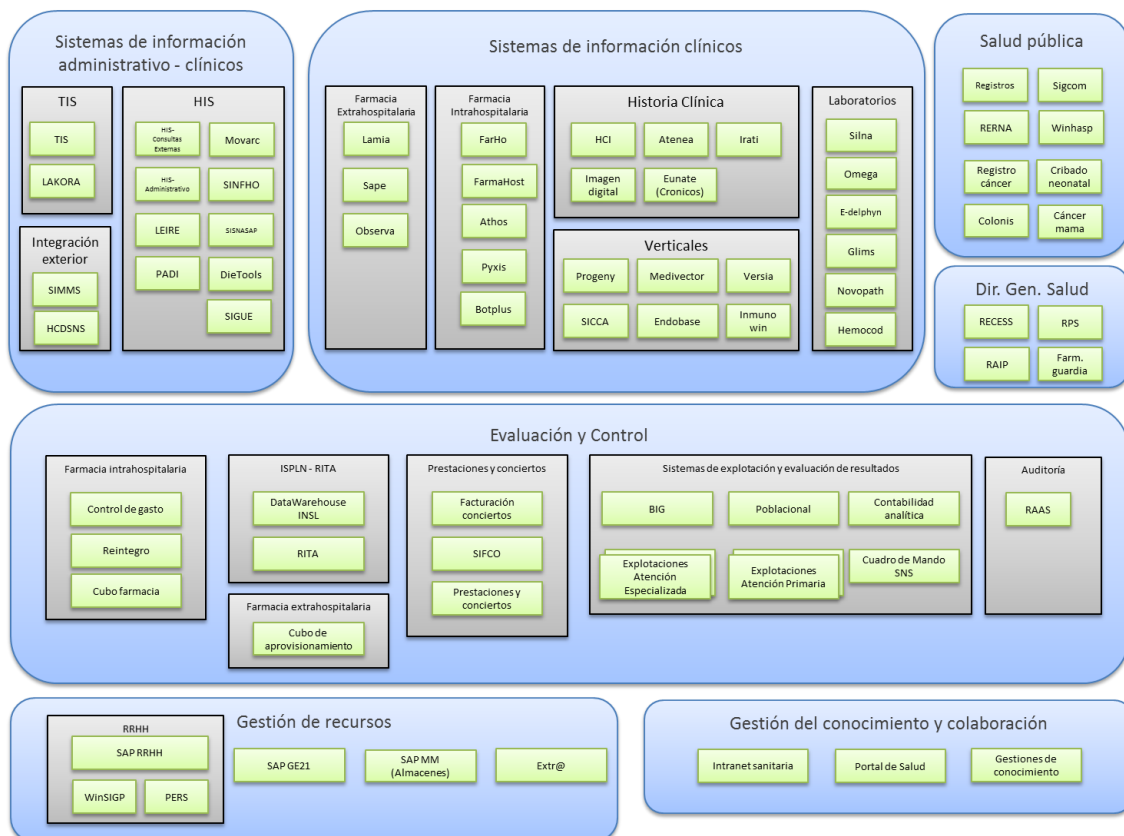 Sistemas de información
administrativo - clínicos
TIS
TIS
LAKORA
Integración
exterior
SIMMS
HCDSNS
HIS
HIS-
Consultas
Externas
Movarc
HIS-
Administrativo
SINFHO
LEIRE
SISNASAP
PADI
DieTools
SIGUE
Sistemas de información clínicos
Farmacia
Extrahospitalaria
Lamia
Sape
Observa
Farmacia
Intrahospitalaria
FarHo
FarmaHost
Athos
Pyxis
Botplus
Historia Clínica
HCI
Atenea
Irati
Imagen
digital
Eunate
(Cronicos)
Verticales
Progeny
Medivector
Versia
SICCA
Endobase
Inmuno
win
Laboratorios
Silna
Omega
E-delphyn
Glims
Novopath
Hemocod
Salud pública
Registros
Sigcom
RERNA
Winhasp
Registro
cáncer
Cribado
neonatal
Colonis
Cáncer
mama
Dir. Gen. Salud
RECESS
RPS
RAIP
Farm.
guardia
Evaluación y Control
Farmacia intrahospitalaria
Control de gasto
Reintegro
Cubo farmacia
ISPLN - RITA
DataWarehouse
INSL
RITA
Farmacia extrahospitalaria
Cubo de
aprovisionamiento
Prestaciones y conciertos
Facturación
conciertos
SIFCO
Prestaciones y
conciertos
Sistemas de explotación y evaluación de resultados
BIG
Poblacional
Contabilidad
analítica
Explotaciones
Atención
Especializada
Explotaciones
Atención Primaria
Cuadro de Mando
SNS
Auditoría
RAAS
Gestión de recursos
RRHH
SAP RRHH
WinSIGP
PERS
SAP GE21
SAP MM
(Almacenes)
Extr@
Gestión del conocimiento y colaboración
Intranet sanitaria
Portal de Salud
Gestiones de
conocimiento